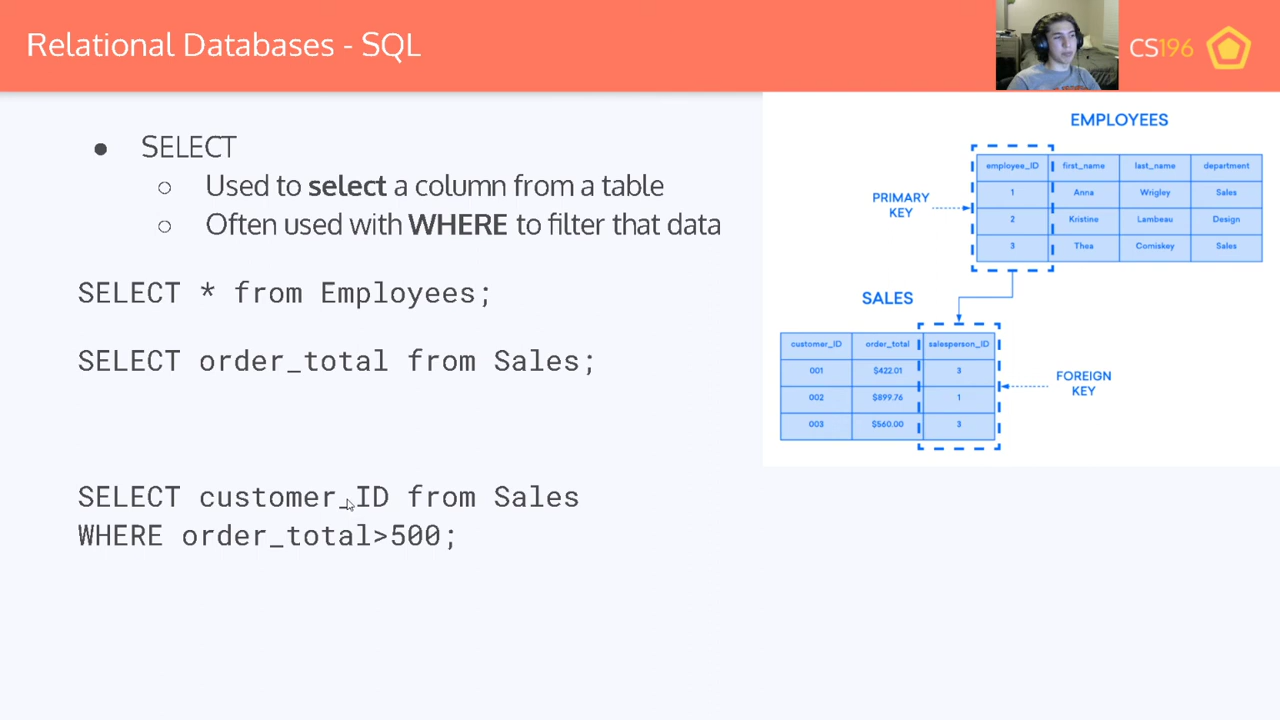 Relational Databases - SQL
CS196
● SELECT
○ Used to select a column from a table
○ Often used with WHERE to filter that data
SELECT * from Employees;
SELECT order_total from Sales;
SELECT customer_ID from Sales
WHERE order_total>500;
EMPLOYEES
employee_ID first_name last_name department
1 Anna Wrigley Sales
2 Kristine Lambeau Design
3 Thea Comiskey Sales
PRIMARY
KEY
SALES
customer_ID order_total salesperson_ID
001 $422.01 3
002 $899.76 1
003 $560.00 3
FOREIGN
KEY